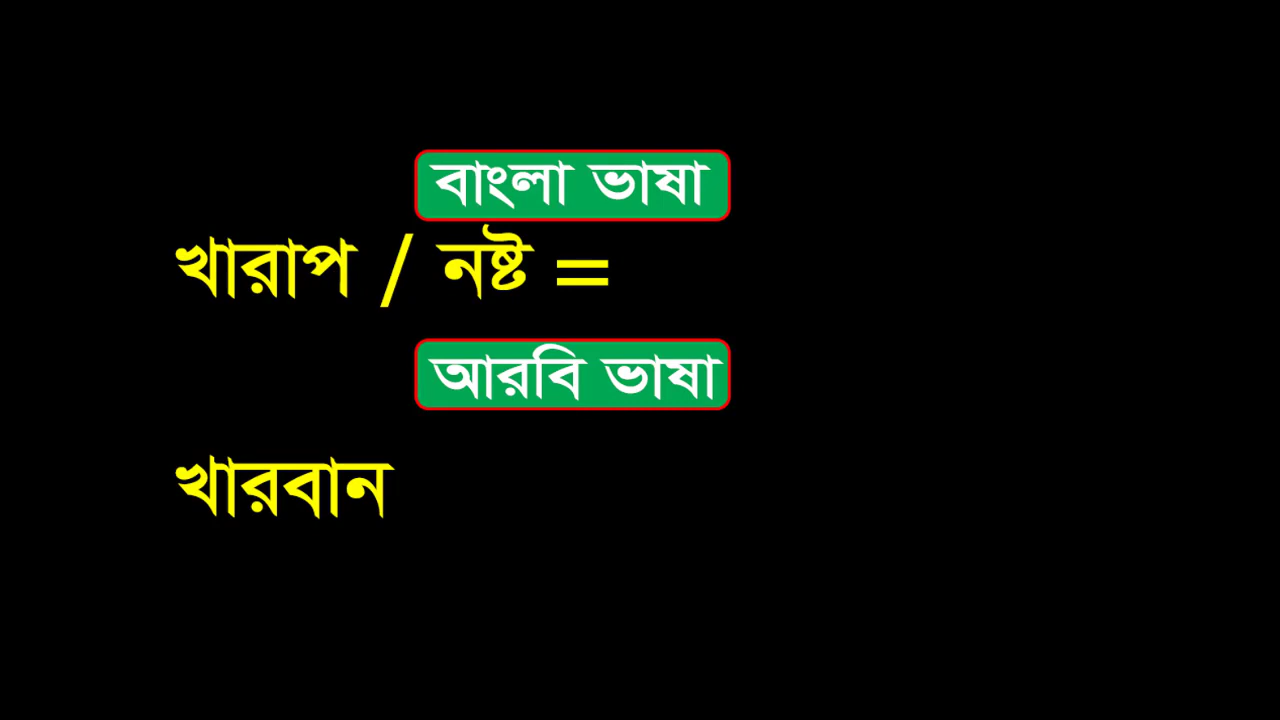 বাংলা ভাষা
খারাপ / নষ্ট =
আরবি ভাষা
খারবান